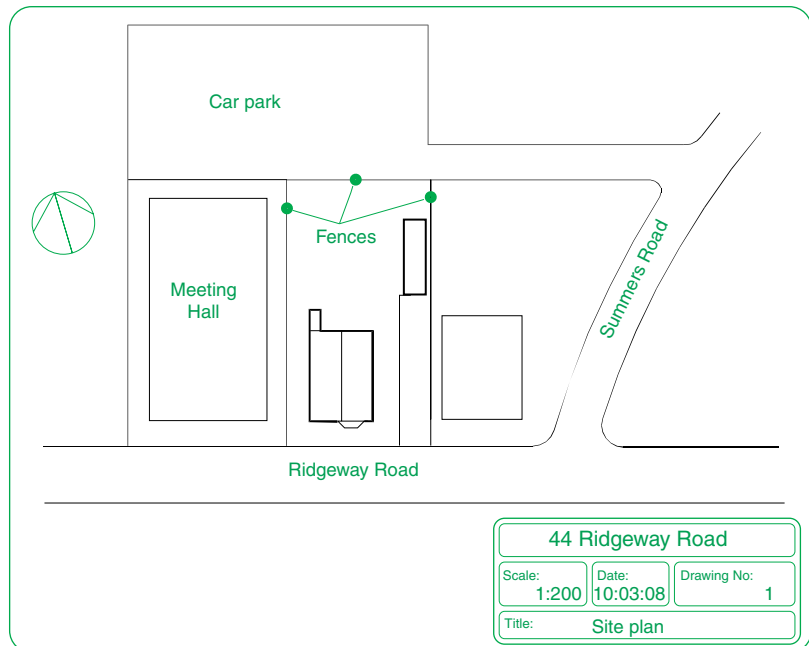 Car park
Fences
Meeting
Hall
Summers Road
Ridgeway Road
44 Ridgeway Road
Scale:
1:200
Date:
10:03:08
Drawing No:
1
Title:
Site plan